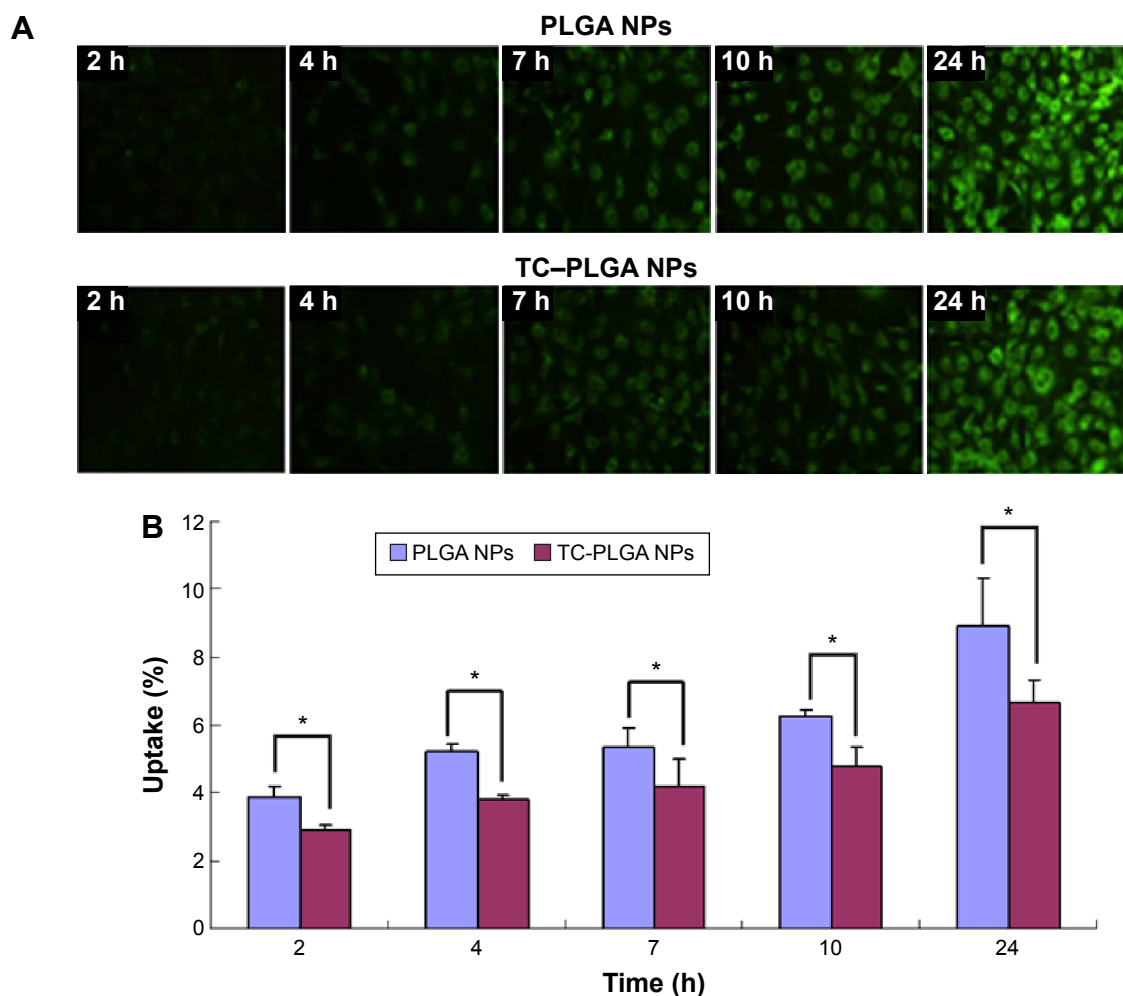 A
PLGA NPs
2 h 4 h 7 h 10 h 24 h
TC–PLGA NPs
2 h 4 h 7 h 10 h 24 h
B
PLGA NPs TC-PLGA NPs
Uptake (%)
12
10
8
6
4
2
0
* * * * *
2 4 7 10 24
Time (h)